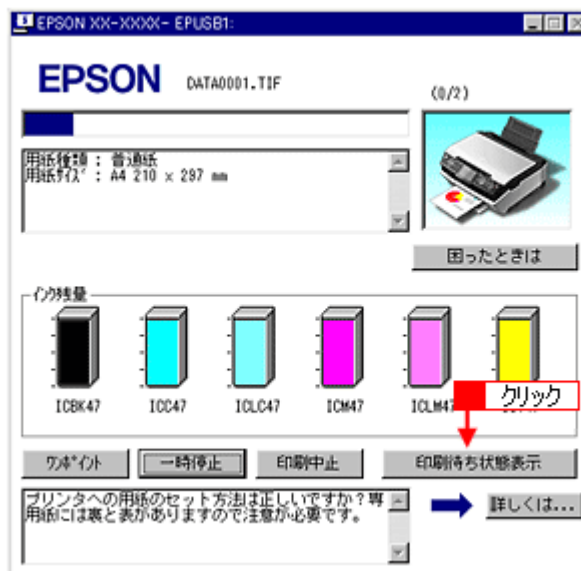 EPSON XX-XXXX- EPUSB1:
EPSON DATA0001.TIF
(0/2)
用紙種類 : 普通紙
用紙サイズ : A4 210 x 297 mm
困ったときは
インク残量
ICBK47 ICC47 ICLC47 ICM47 ICLM47
クリック
ワンポイント 一時停止 印刷中止 印刷待ち状態表示
プリンタへの用紙のセット方法は正しいですか？専
用紙には裏と表がありますので注意が必要です。
詳しくは...